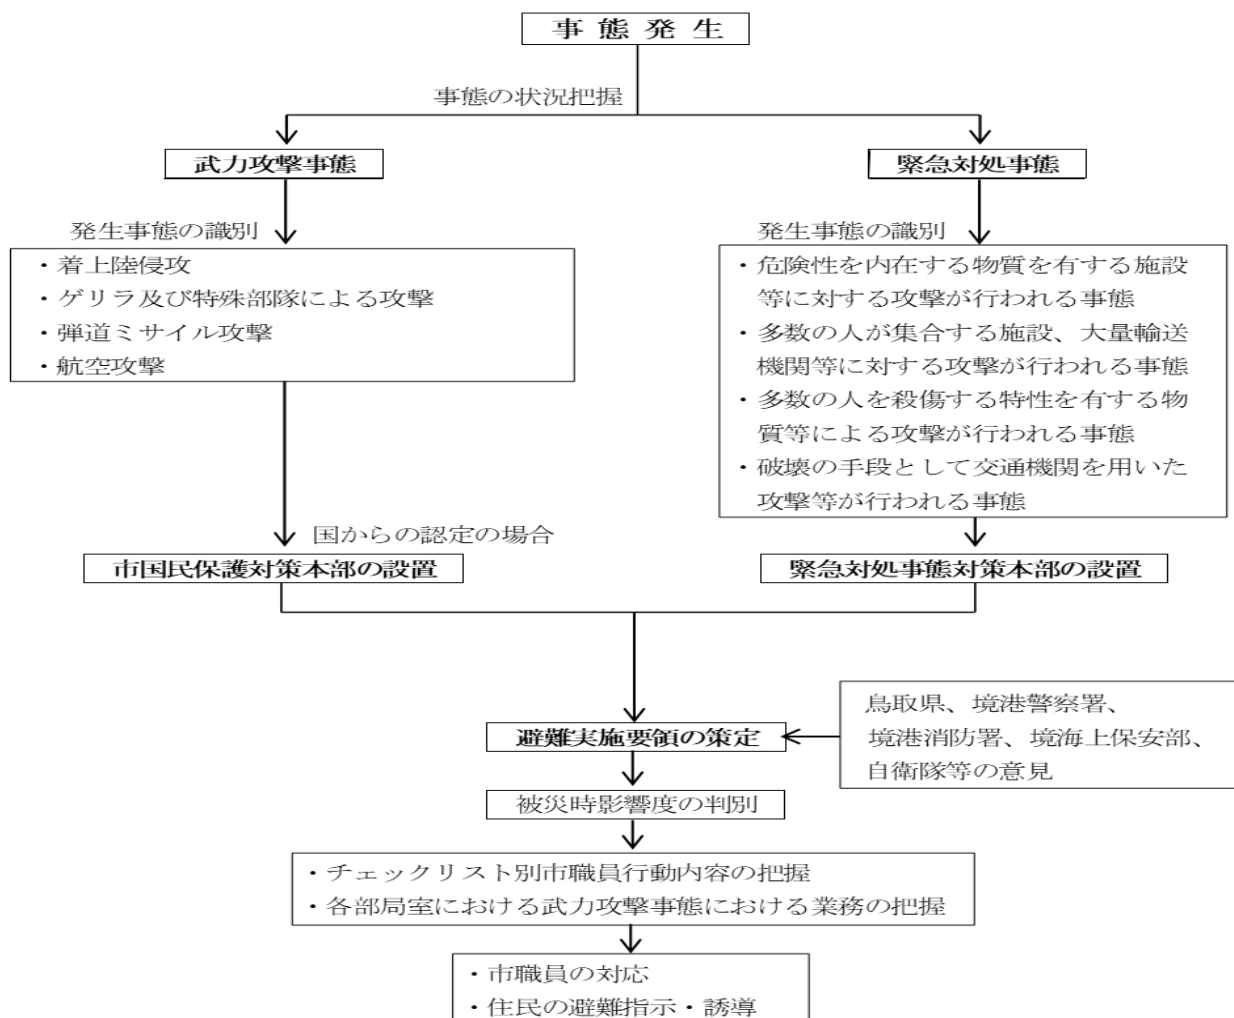 事態発生
事態の状況把握
武力攻撃事態
緊急対処事態
発生事態の識別
・着上陸侵攻
・ゲリラ及び特殊部隊による攻撃
・弾道ミサイル攻撃
・航空攻撃
発生事態の識別
・危険性を内在する物質を有する施設
等に対する攻撃が行われる事態
・多数の人が集合する施設、大量輸送
機関等に対する攻撃が行われる事態
・多数の人を殺傷する特性を有する物
質等による攻撃が行われる事態
・破壊の手段として交通機関を用いた
攻撃等が行われる事態
国からの認定の場合
市国民保護対策本部の設置
緊急対処事態対策本部の設置
鳥取県、境港警察署、
境港消防署、境海上保安部、
自衛隊等の意見
避難実施要領の策定
被災時影響度の判別
・チェックリスト別市職員行動内容の把握
・各部局室における武力攻撃事態における業務の把握
・市職員の対応
・住民の避難指示・誘導